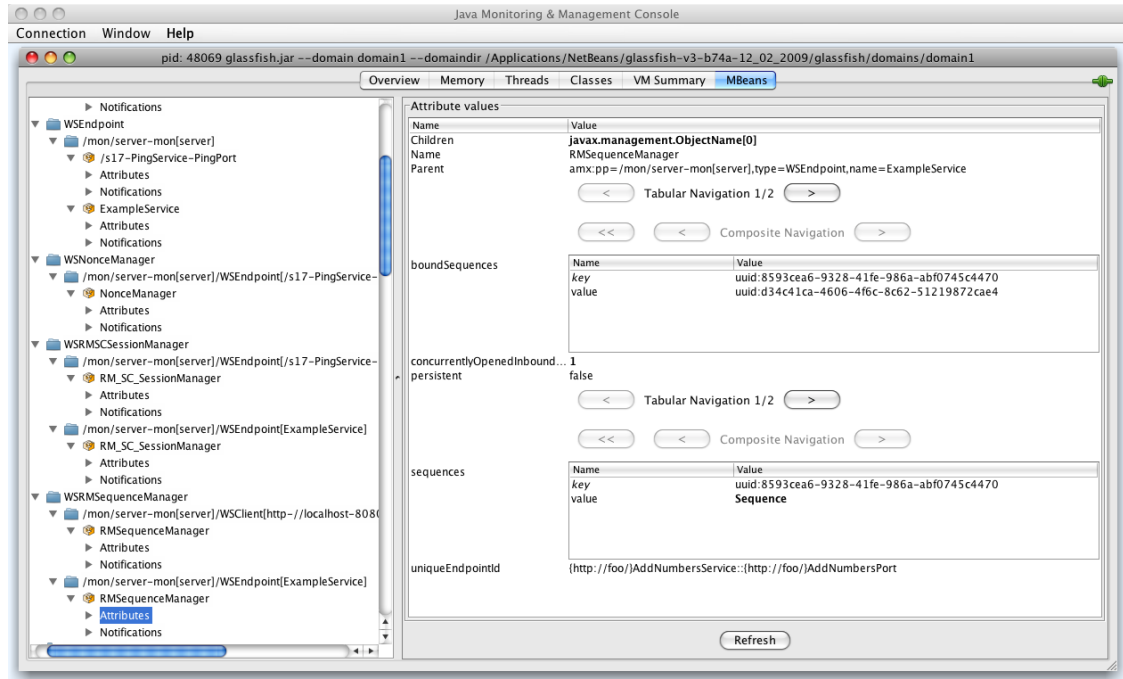 Java Monitoring & Management Console
Connection Window Help
pid: 48069 glassfish.jar --domain domain1 --domaindir /Applications/NetBeans/glassfish-v3-b74a-12_02_2009/glassfish/domains/domain1
Overview Memory Threads Classes VM Summary MBeans
Notifications
WSEndpoint
/mon/server-mon[server]
/s17-PingService-PingPort
Attributes
Notifications
ExampleService
Attributes
Notifications
WSNonceManager
/mon/server-mon[server]/WSEndpoint[/s17-PingService-
NonceManager
Attributes
Notifications
WSRMSCSessionManager
/mon/server-mon[server]/WSEndpoint[/s17-PingService-
RM_SC_SessionManager
Attributes
Notifications
/mon/server-mon[server]/WSEndpoint[ExampleService]
RM_SC_SessionManager
Attributes
Notifications
WSRMSequenceManager
/mon/server-mon[server]/WSClient[http-//localhost-8080
RMSequenceManager
Attributes
Notifications
/mon/server-mon[server]/WSEndpoint[ExampleService]
RMSequenceManager
Attributes
Notifications
Attribute values
Name Value
Children javax.management.ObjectName[0]
Name RMSequenceManager
Parent amx:pp=/mon/server-mon[server],type=WSEndpoint,name=ExampleService
< Tabular Navigation 1/2 >
<< < Composite Navigation >
boundSequences
Name Value
key uuid:8593cea6-9328-41fe-986a-abf0745c4470
value uuid:d34c41ca-4606-4f6c-8c62-51219872cae4
concurrentlyOpenedInbound... 1
persistent false
< Tabular Navigation 1/2 >
<< < Composite Navigation >
sequences
Name Value
key uuid:8593cea6-9328-41fe-986a-abf0745c4470
value Sequence
uniqueEndpointId {http://foo/}AddNumbersService::{http://foo/}AddNumbersPort
Refresh